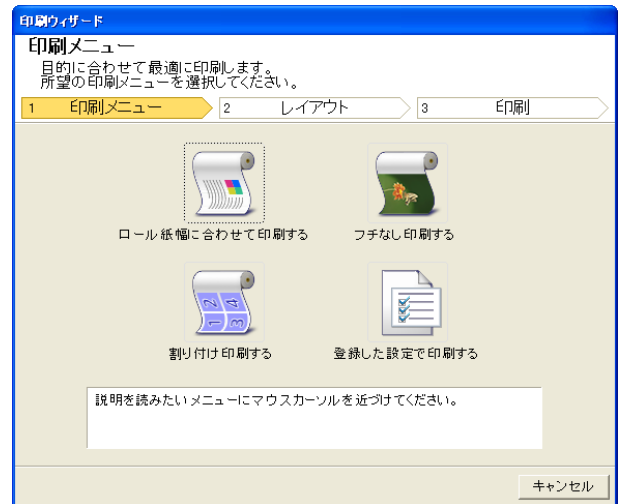 印刷ウィザード
印刷メニュー
目的に合わせて最適に印刷します。
所望の印刷メニューを選択してください。
1 印刷メニュー 2 レイアウト 3 印刷
ロール紙幅に合わせて印刷する フチなし印刷する
1 2 3 4
割り付け印刷する 登録した設定で印刷する
説明を読みたいメニューにマウスカーソルを近づけてください。
キャンセル